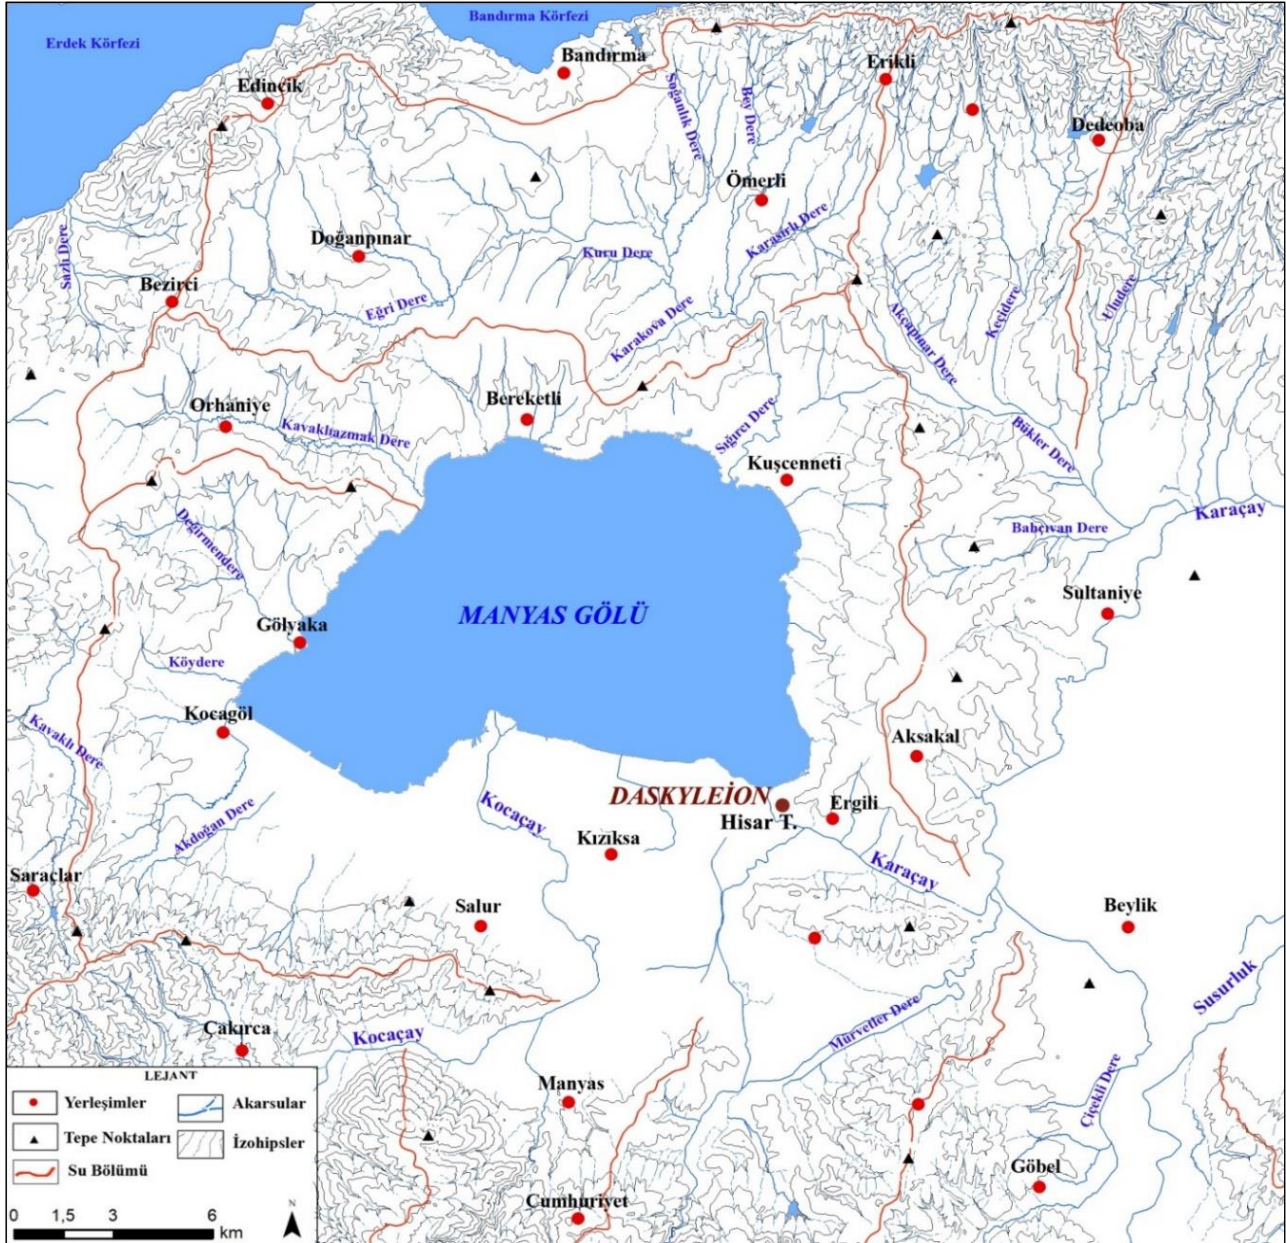 Bandırma Körfezi
Erdek Körfezi
Bandırma
Erikli
Edincik
Soğanlık Dere
Bey Dere
Dedeoba
Ömerli
Karasırlı Dere
Doğanpınar
Kuru Dere
Sazlı Dere
Bezirci
Eğri Dere
Karakova Dere
Akçapınar Dere
Keçidere
Uludere
Orhaniye
Bereketli
Kavaklıazmak Dere
Sığırcı Dere
Bükler Dere
Kuşcenneti
Karaçay
Değirmendere
Bahçıvan Dere
MANYAS GÖLÜ
Sultaniye
Gölyaka
Köydere
Kocagöl
Kavaklı Dere
Aksakal
DASKYLEİON
Hisar T.
Ergili
Kocaçay
Akdoğan Dere
Kızıksa
Karaçay
Saraçlar
Salur
Beylik
Susurluk
Mürvetler Dere
Çakırca
Kocaçay
Manyas
Çiçekli Dere
Göbel
Cumhuriyet
LEJANT
Yerleşimler
Akarsular
Tepe Noktaları
İzohipsler
Su Bölümü
N
0 1,5 3 6
km